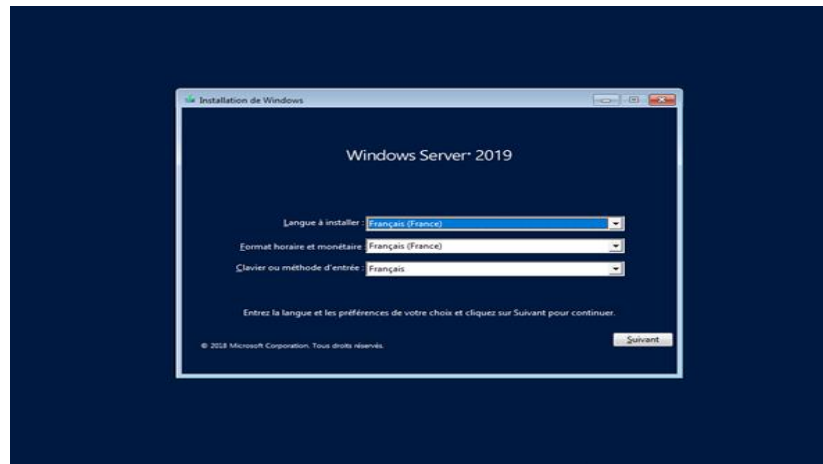 Installation de Windows
Windows Server® 2019
Langue à installer : Français (France)
Format horaire et monétaire : Français (France)
Clavier ou méthode d'entrée : Français
Entrez la langue et les préférences de votre choix et cliquez sur Suivant pour continuer.
© 2018 Microsoft Corporation. Tous droits réservés.
Suivant